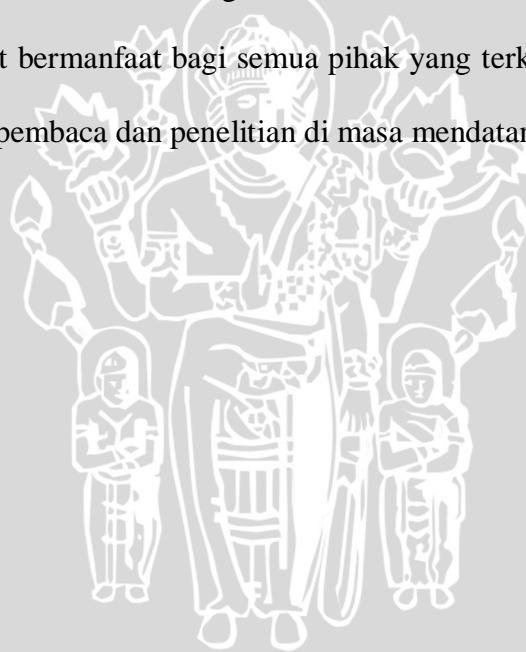 t bermanfaat bagi semua pihak yang terk
pembaca dan penelitian di masa mendatan